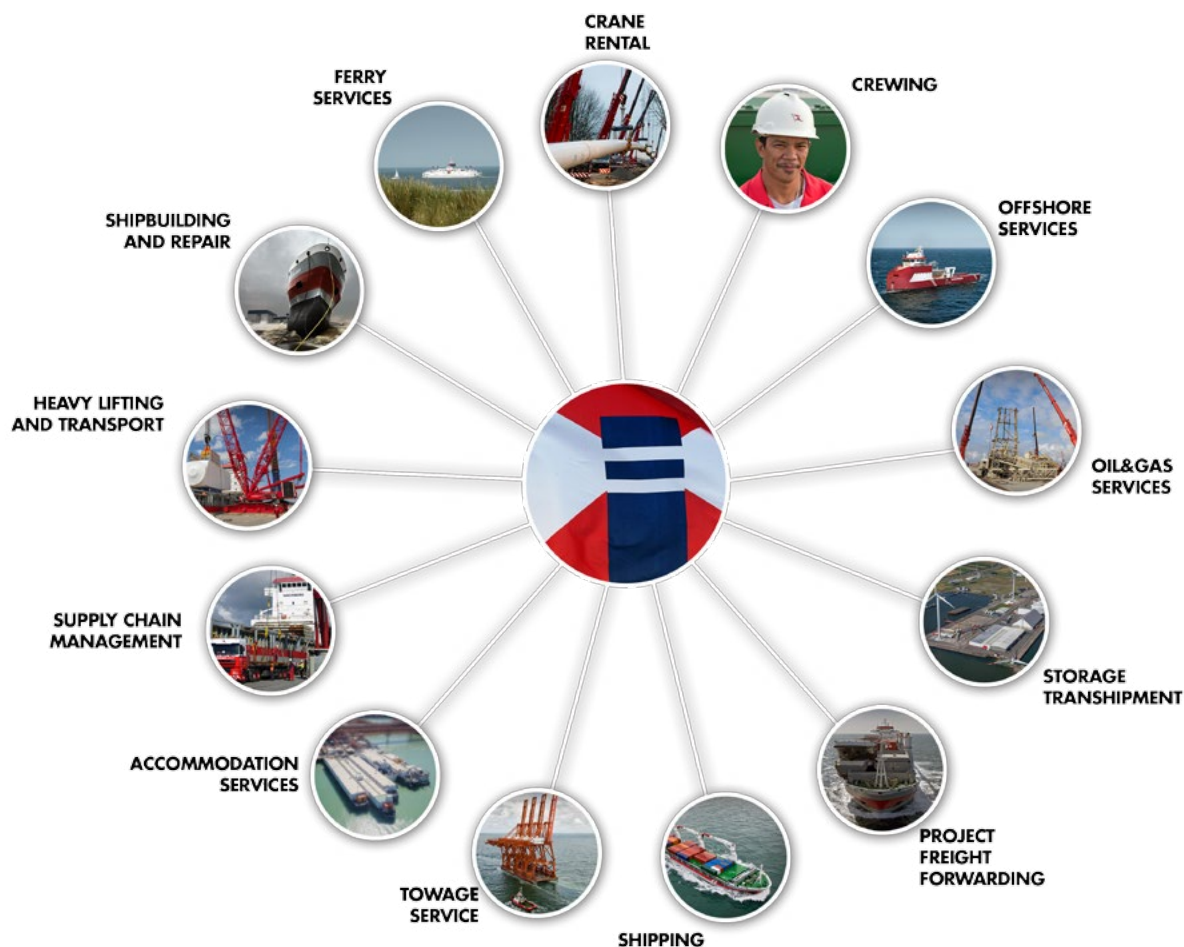 CRANE
RENTAL
CREWING
OFFSHORE
SERVICES
OIL&GAS
SERVICES
STORAGE
TRANSHIPMENT
PROJECT
FREIGHT
FORWARDING
SHIPPING
TOWAGE
SERVICE
ACCOMMODATION
SERVICES
SUPPLY CHAIN
MANAGEMENT
HEAVY LIFTING
AND TRANSPORT
SHIPBUILDING
AND REPAIR
FERRY
SERVICES